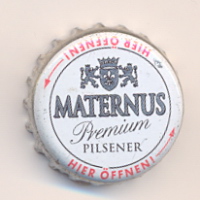 HIER ÖFFNEN!
MATERNUS
Premium
PILSENER
HIER ÖFFNEN!